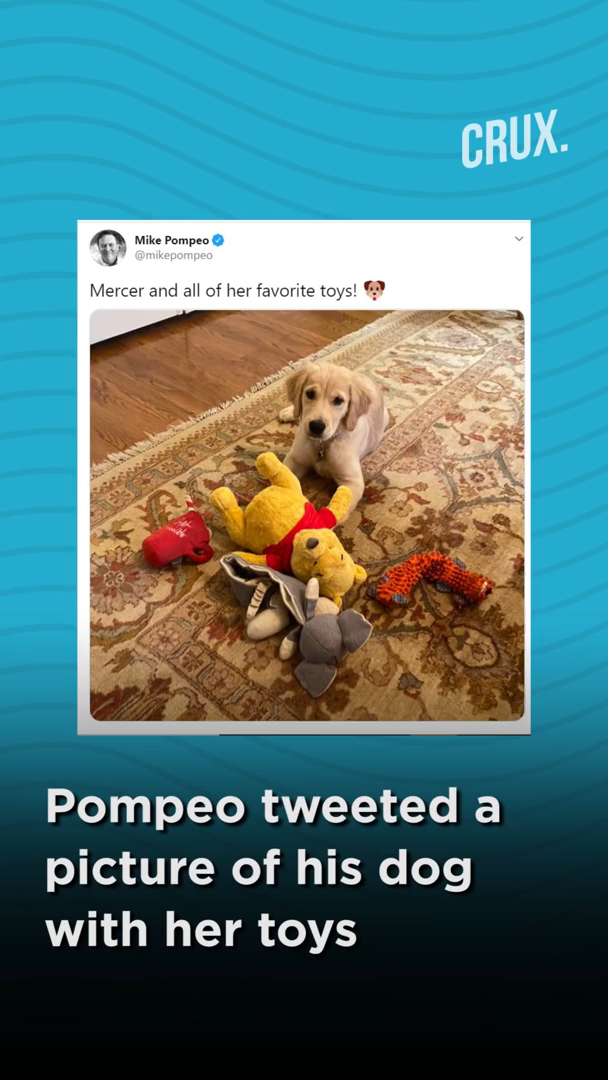 CRUX.
Mike Pompeo
@mikepompeo
Mercer and all of her favorite toys! 🐶
Pompeo tweeted a
picture of his dog
with her toys